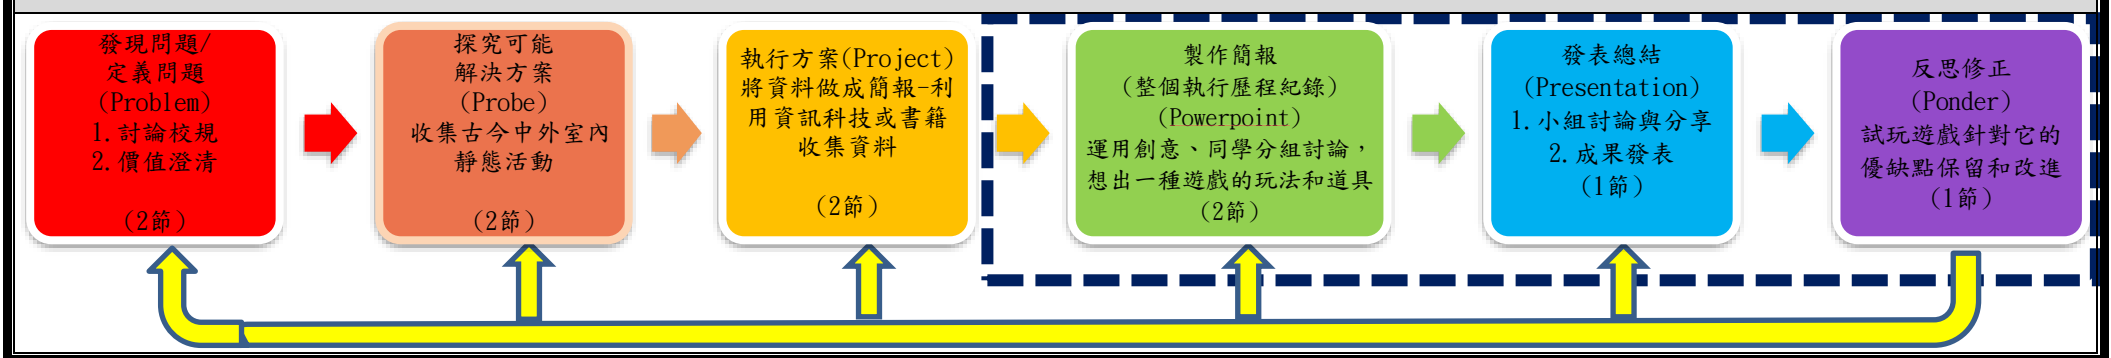 發現問題/
定義問題
(Problem)
1.討論校規
2.價值澄清
(2節)
探究可能
解決方案
(Probe)
收集古今中外室內
靜態活動
(2節)
執行方案(Project)
將資料做成簡報-利
用資訊科技或書籍
收集資料
(2節)
製作簡報
(整個執行歷程紀錄)
(Powerpoint)
運用創意、同學分組討論，
想出一種遊戲的玩法和道具
(2節)
發表總結
(Presentation)
1.小組討論與分享
2.成果發表
(1節)
反思修正
(Ponder)
試玩遊戲針對它的
優缺點保留和改進
(1節)